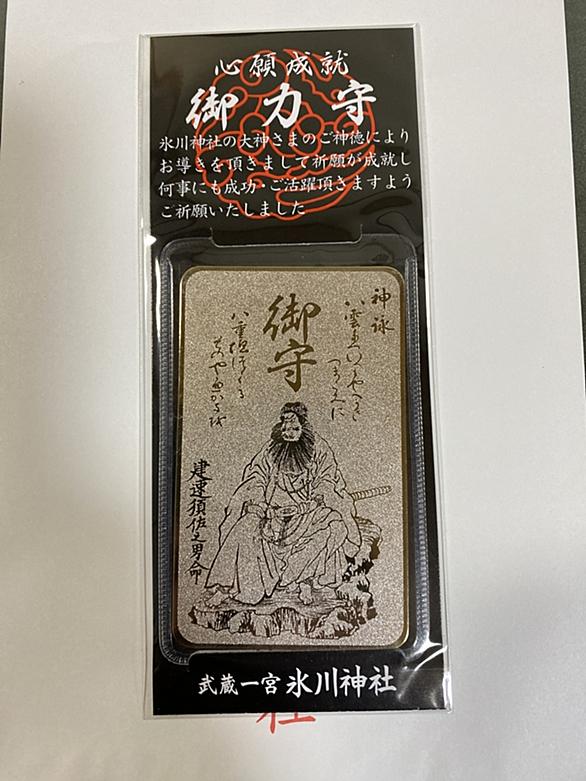 心願成就
御力守
氷川神社の大神さまのご神徳により
お導きを頂きまして祈願が成就し
何事にも成功・ご活躍頂きますよう
ご祈願いたしました
神詠
御守
建速須佐之男命
武蔵一宮 氷川神社
社